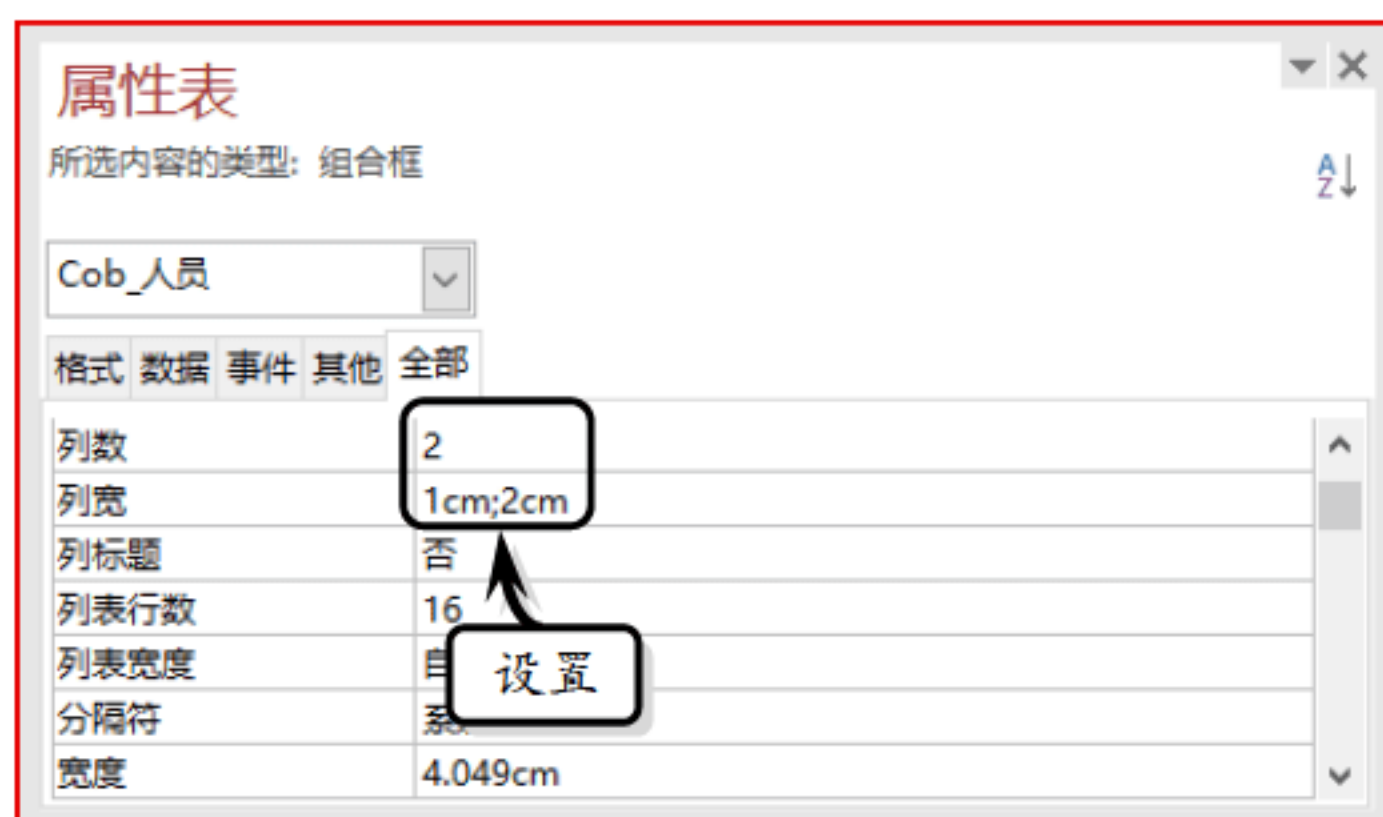 属性表
所选内容的类型: 组合框
Cob_人员
格式 数据 事件 其他 全部
列数 2
列宽 1cm;2cm
列标题 否
列表行数 16
列表宽度
设置
分隔符
宽度 4.049cm